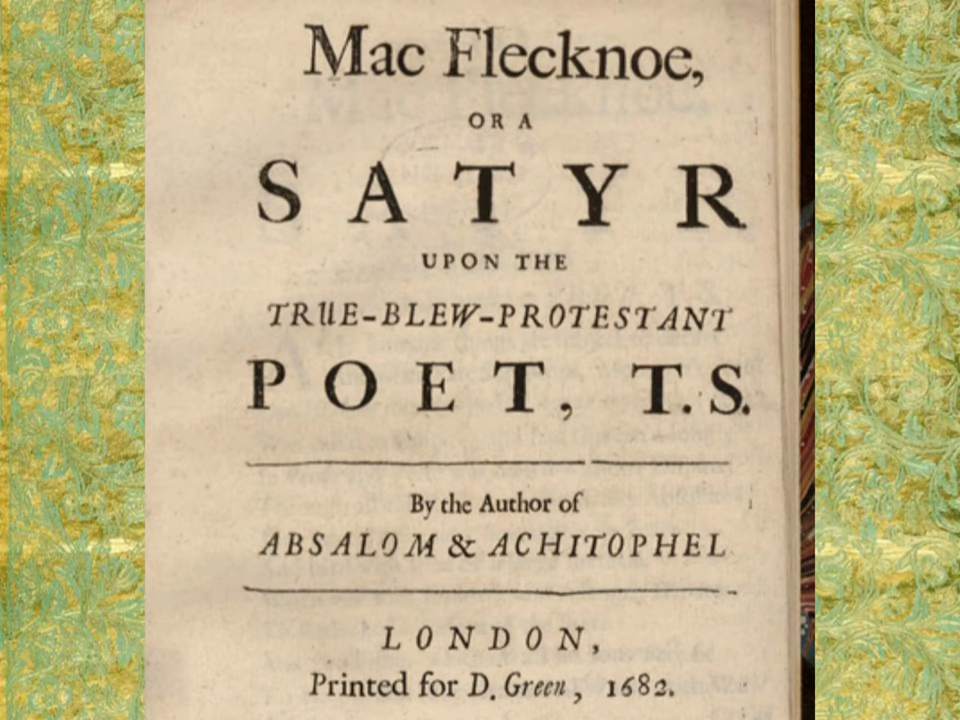 Mac Flecknoe,
OR A
SATYR
UPON THE
TRUE-BLEW-PROTESTANT
POET, T.S.
By the Author of
ABSALOM & ACHITOPHEL
LONDON,
Printed for D. Green, 1682.